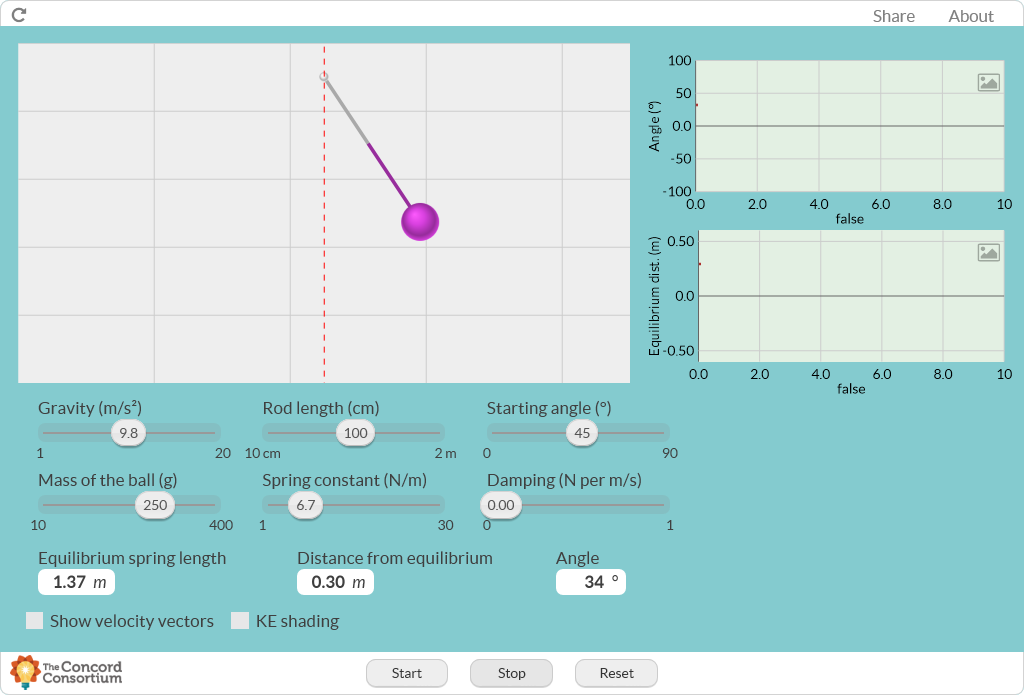 Share About
100
50
0.0
-50
-100
Angle (°)
0.0 2.0 4.0 6.0 8.0 10
false
0.50
0.0
-0.50
Equilibrium dist. (m)
0.0 2.0 4.0 6.0 8.0 10
false
Gravity (m/s²) Rod length (cm) Starting angle (°)
9.8 100 45
1 20 10 cm 2 m 0 90
Mass of the ball (g) Spring constant (N/m) Damping (N per m/s)
250 6.7 0.00
10 400 1 30 0 1
Equilibrium spring length Distance from equilibrium Angle
1.37 m 0.30 m 34 °
Show velocity vectors KE shading
The Concord
Consortium
Start Stop Reset